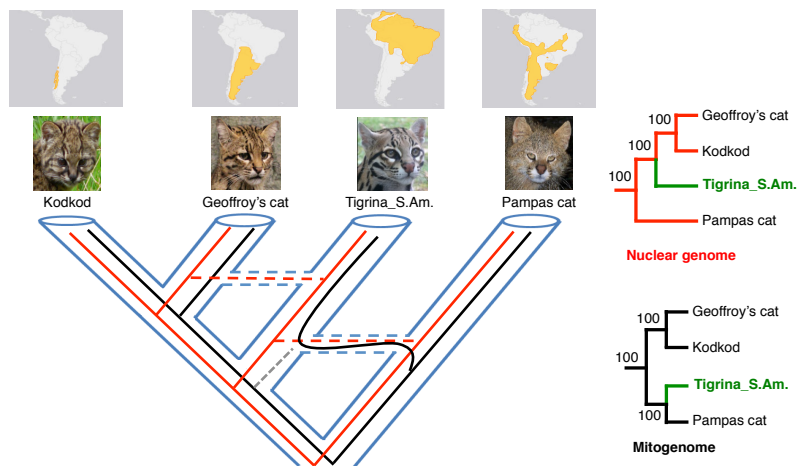 Kodkod
Geoffroy's cat
Tigrina_S.Am.
Pampas cat
100
100
100
Geoffroy's cat
Kodkod
Tigrina_S.Am.
Pampas cat
Nuclear genome
100
100
100
Geoffroy's cat
Kodkod
Tigrina_S.Am.
Pampas cat
Mitogenome